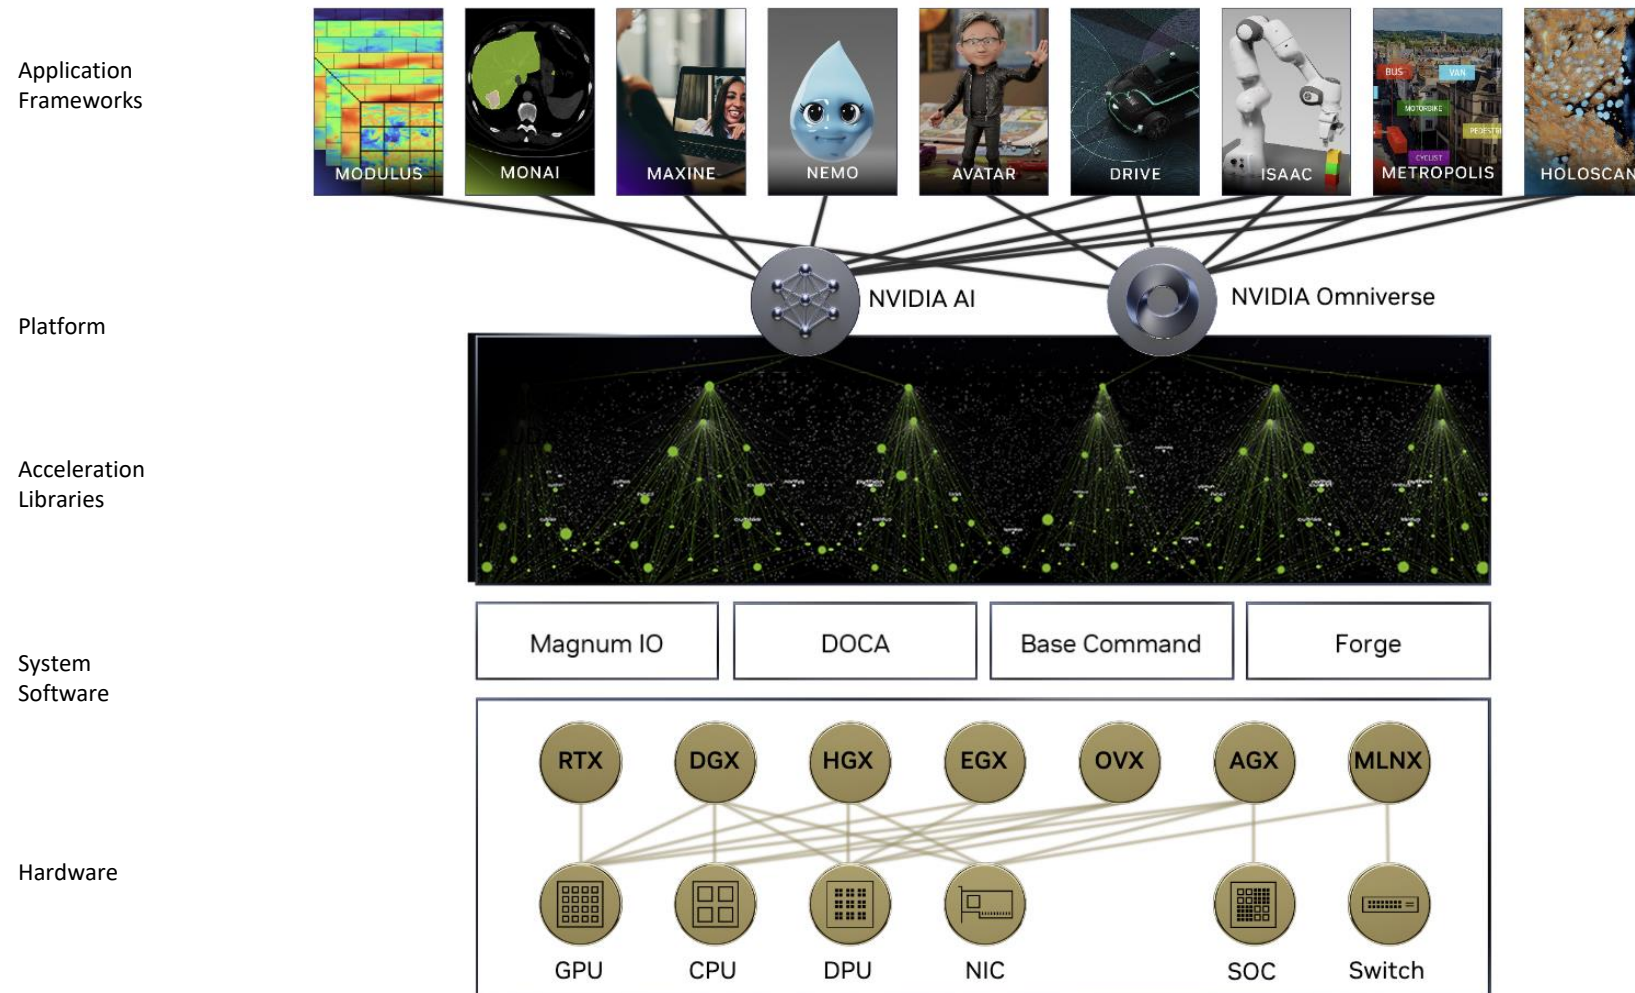 Application
Frameworks
MODULUS
MONAI
MAXINE
NEMO
AVATAR
DRIVE
ISAAC
BUS
VAN
MOTORBIKE
PEDESTRI
CYCLIST
METROPOLIS
HOLOSCAN
NVIDIA AI
NVIDIA Omniverse
Platform
Acceleration
Libraries
System
Software
Magnum IO
DOCA
Base Command
Forge
Hardware
RTX
DGX
HGX
EGX
OVX
AGX
MLNX
GPU
CPU
DPU
NIC
SOC
Switch